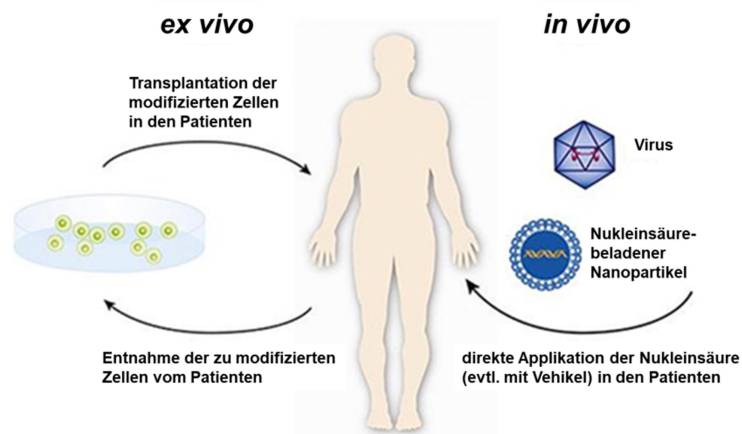 ex vivo
in vivo
Transplantation der
modifizierten Zellen
in den Patienten
Virus
Nukleinsäure-
beladener
Nanopartikel
Entnahme der zu modifizierten
Zellen vom Patienten
direkte Applikation der Nukleinsäure
(evtl. mit Vehikel) in den Patienten